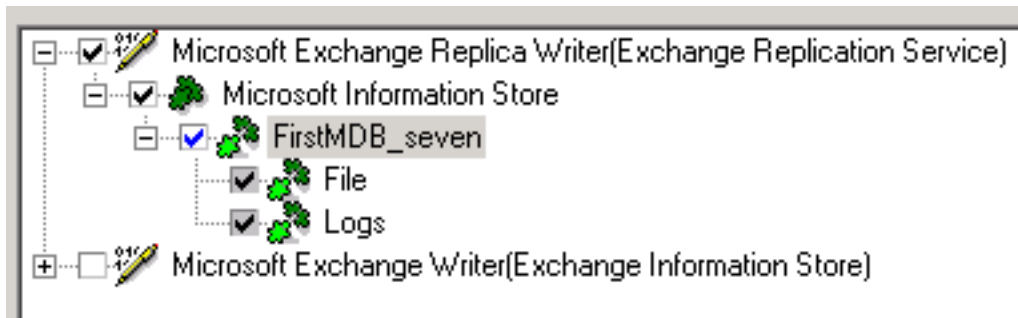 Microsoft Exchange Replica Writer(Exchange Replication Service)
Microsoft Information Store
FirstMDB_seven
File
Logs
Microsoft Exchange Writer(Exchange Information Store)